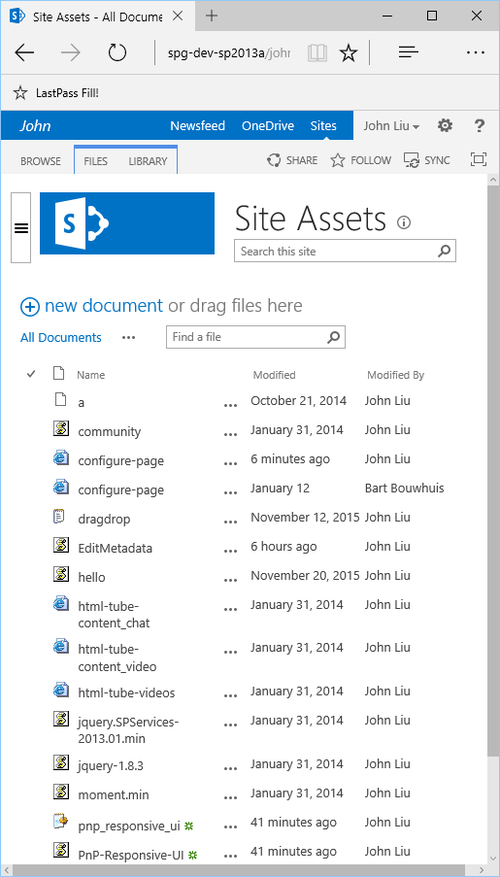 Site Assets - All Docume
spg-dev-sp2013a/john
LastPass Fill!
John Newsfeed OneDrive Sites John Liu ?
BROWSE FILES LIBRARY SHARE FOLLOW SYNC
S Site Assets
Search this site
new document or drag files here
All Documents ... Find a file
Name Modified Modified By
a ... October 21, 2014 John Liu
community ... January 31, 2014 John Liu
configure-page ... 6 minutes ago John Liu
configure-page ... January 12 Bart Bouwhuis
dragdrop ... November 12, 2015 John Liu
EditMetadata ... 6 hours ago John Liu
hello ... November 20, 2015 John Liu
html-tube- ... January 31, 2014 John Liu
content_chat
html-tube- ... January 31, 2014 John Liu
content_video
html-tube-videos ... January 31, 2014 John Liu
jquery.SPServices- ... January 31, 2014 John Liu
2013.01.min
jquery-1.8.3 ... January 31, 2014 John Liu
moment.min ... January 31, 2014 John Liu
pnp_responsive_ui ... 41 minutes ago John Liu
PnP-Responsive-UI ... 41 minutes ago John Liu